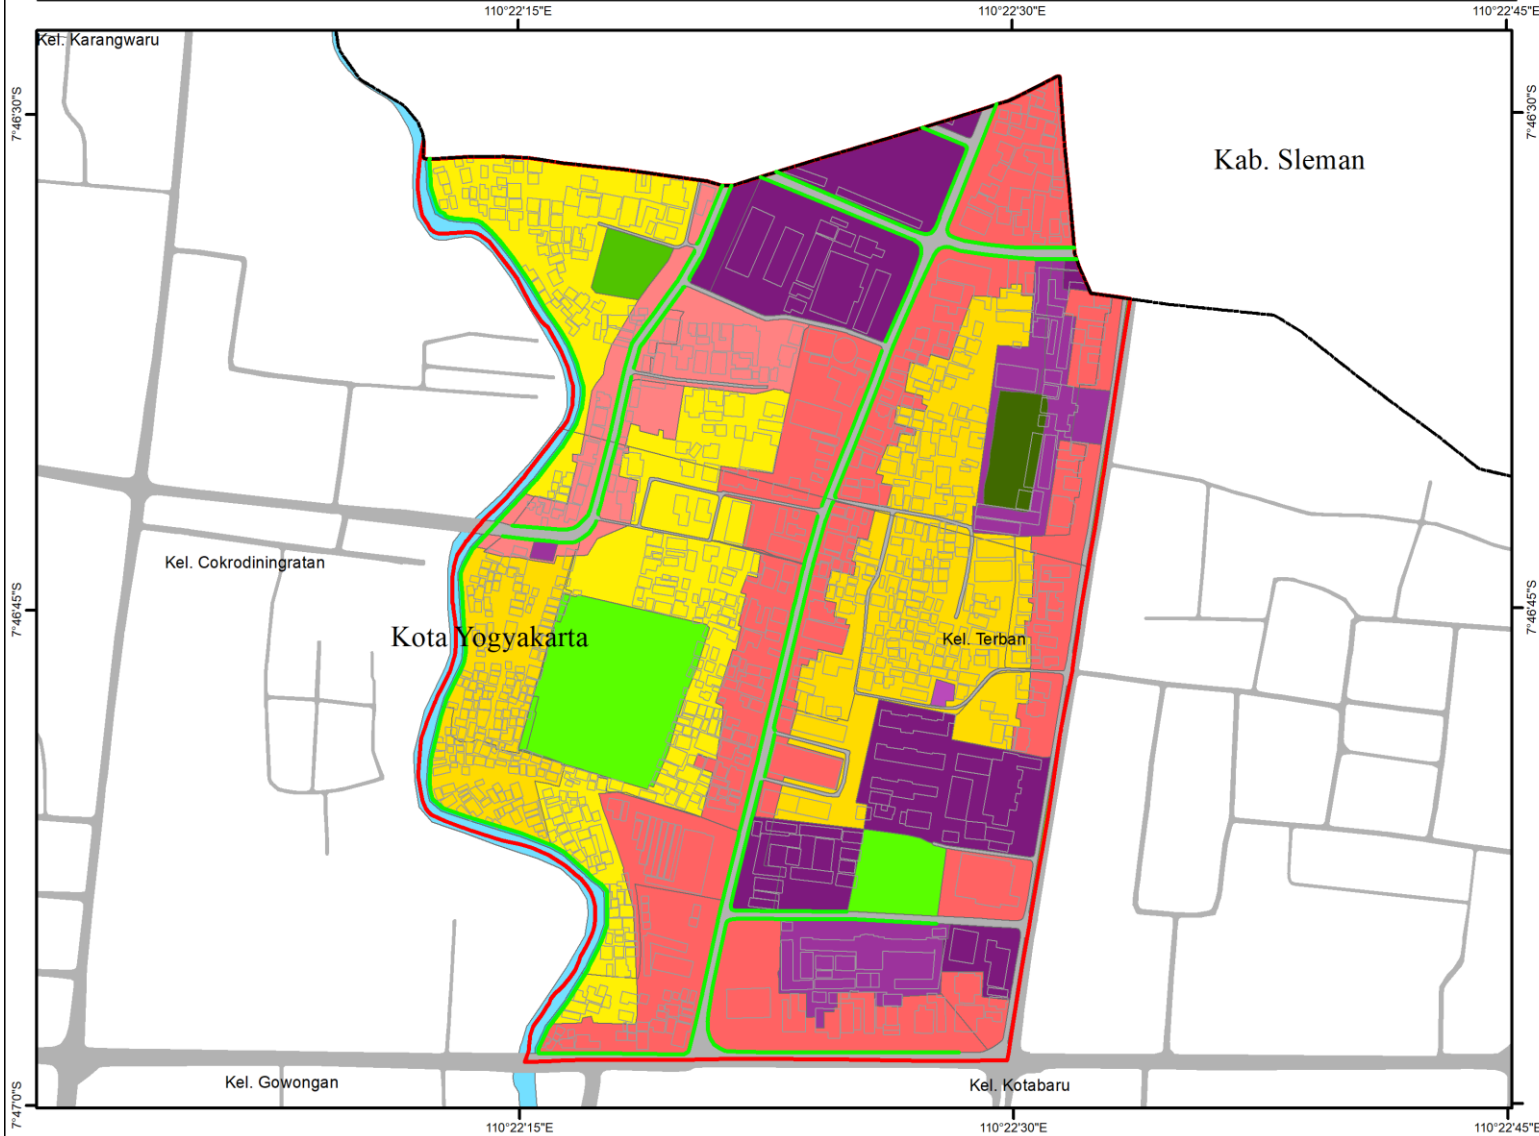 110°22'15"E 110°22'30"E 110°22'45"E
Kel. Karangwaru
7°46'30"S 7°46'30"S
Kab. Sleman
Kel. Cokrodiningratan
7°46'45"S 7°46'45"S
Kota Yogyakarta Kel. Terban
Kel. Gowongan Kel. Kotabaru
7°47'0"S
110°22'15"E 110°22'30"E 110°22'45"E